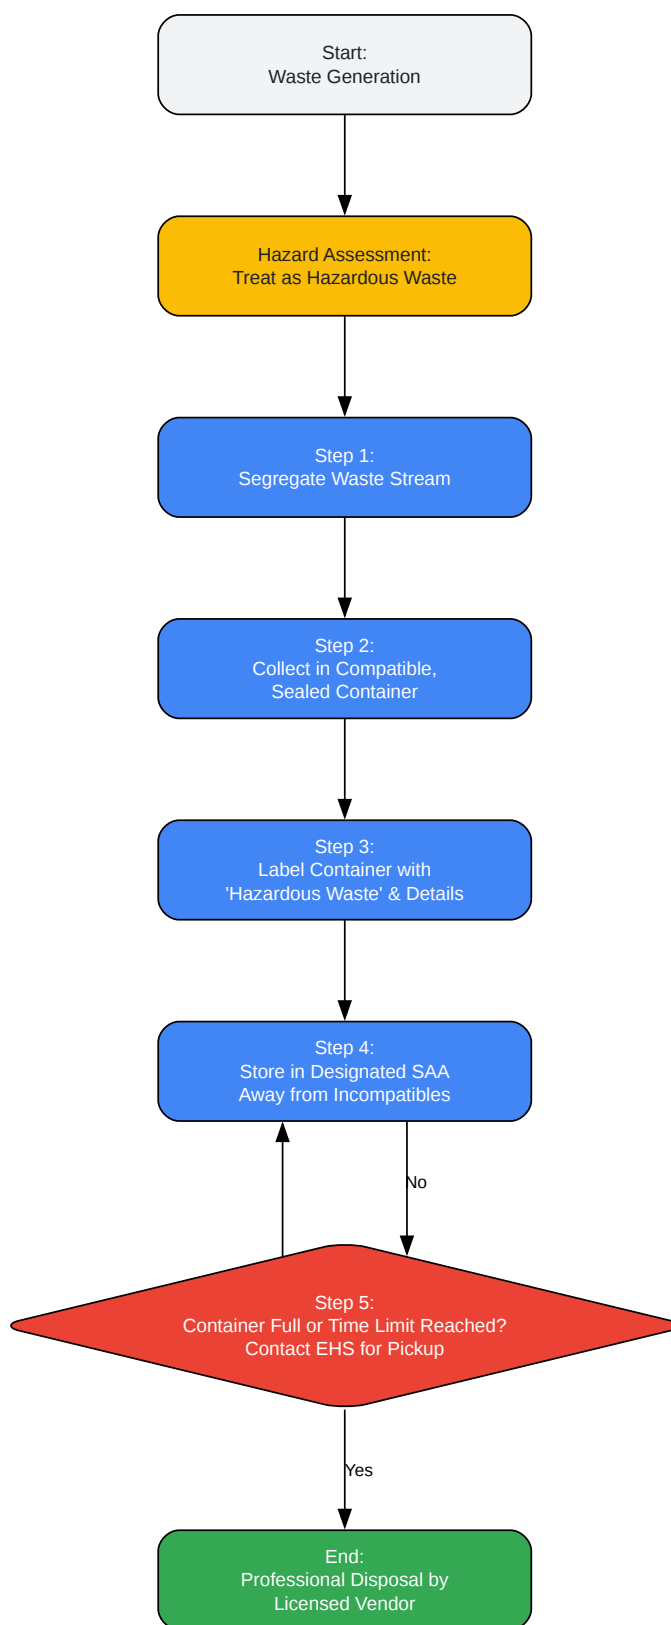 Start:
Waste Generation
Hazard Assessment:
Treat as Hazardous Waste
Step 1:
Segregate Waste Stream
Step 2:
Collect in Compatible,
Sealed Container
Step 3:
Label Container with
'Hazardous Waste' & Details
Step 4:
Store in Designated SAA
Away from Incompatibles
No
Step 5:
Container Full or Time Limit Reached?
Contact EHS for Pickup
Yes
End:
Professional Disposal by
Licensed Vendor